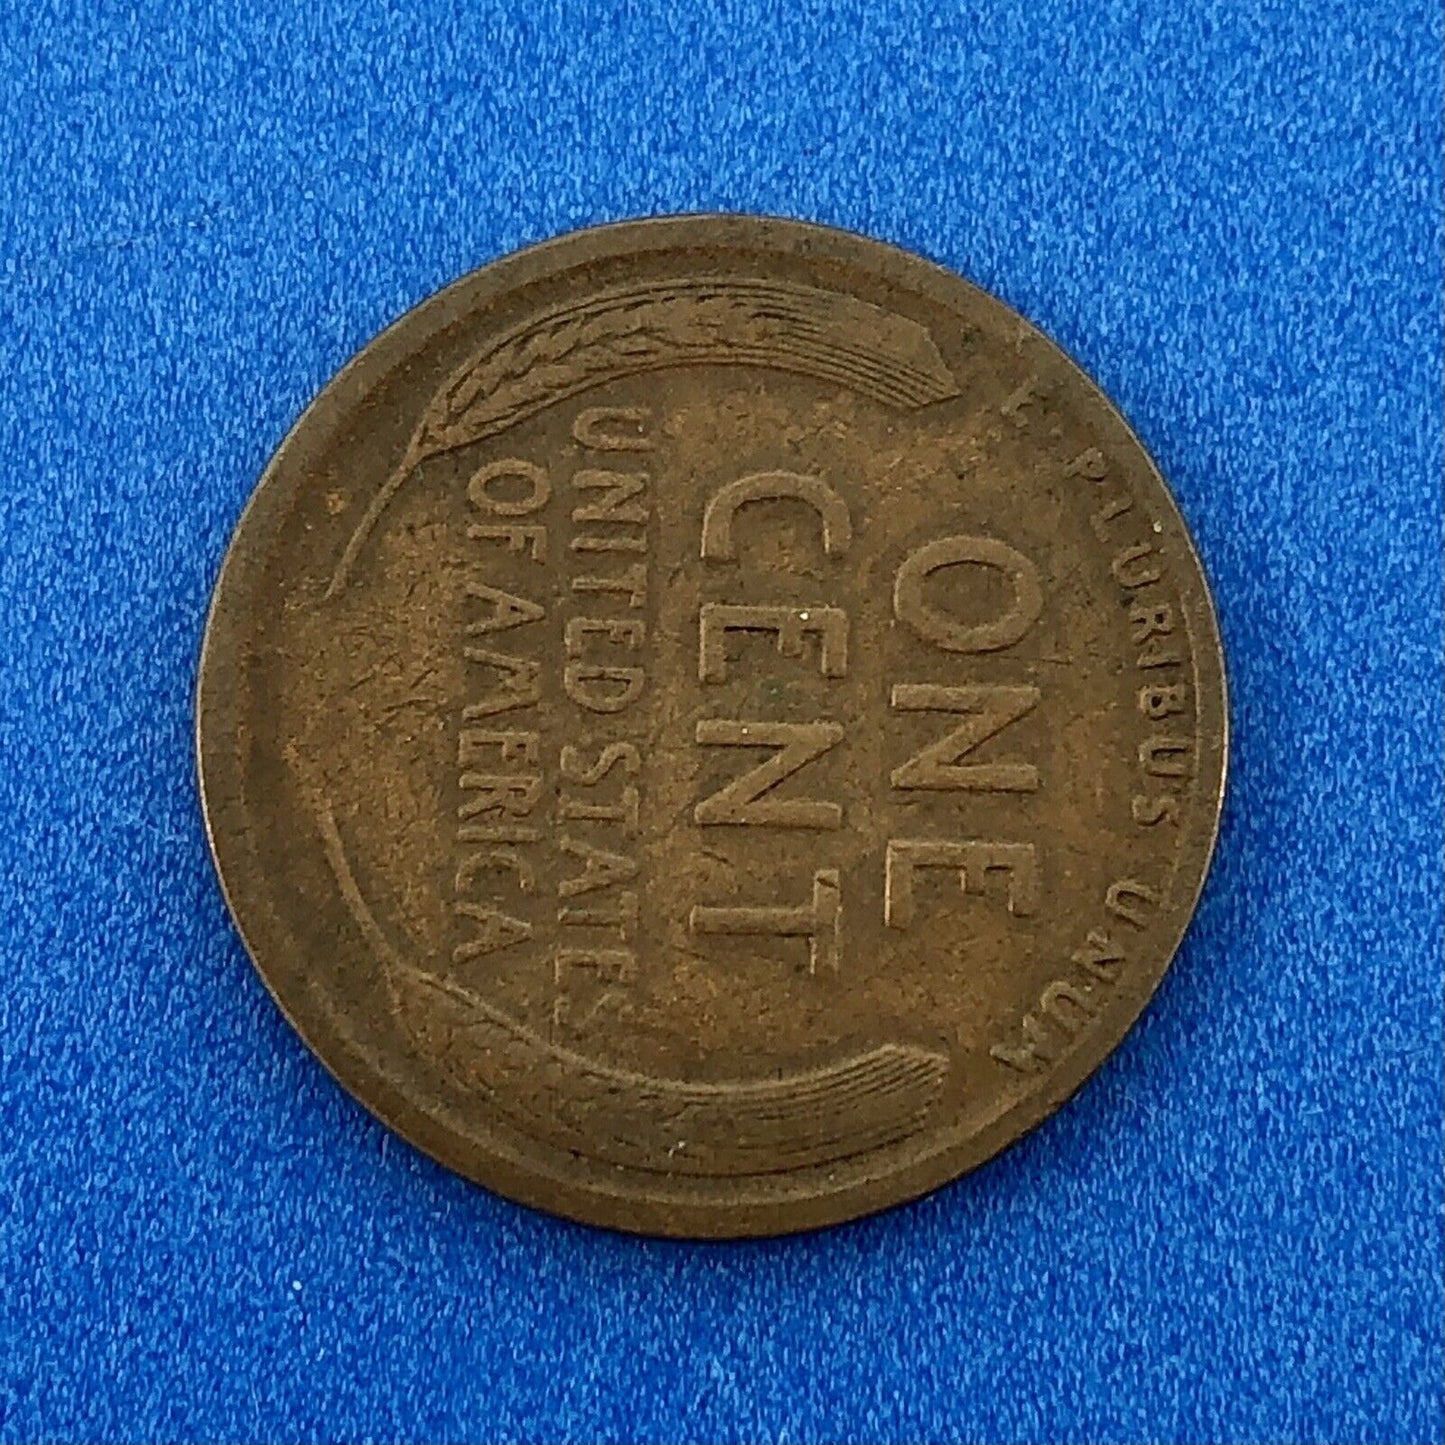 E·PLURIBUS UNUM
ONE
CENT
UNITED STATES
OF AMERICA